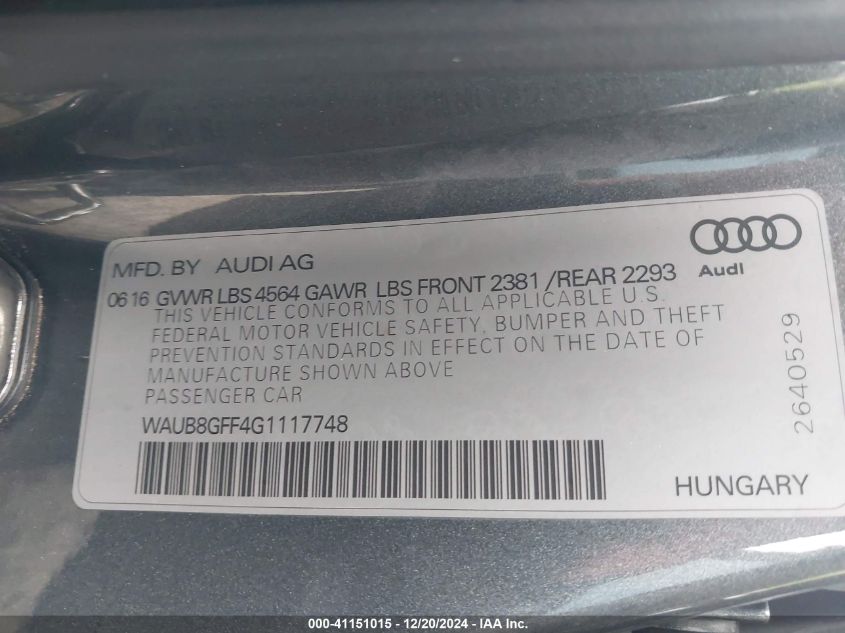 Audi
MFD. BY AUDI AG
0616 GVWR LBS 4564 GAWR LBS FRONT 2381 /REAR 2293
THIS VEHICLE CONFORMS TO ALL APPLICABLE U.S.
FEDERAL MOTOR VEHICLE SAFETY, BUMPER AND THEFT
PREVENTION STANDARDS IN EFFECT ON THE DATE OF
MANUFACTURE SHOWN ABOVE
PASSENGER CAR
WAUB8GFF4G1117748
HUNGARY
2640529
000-41151015 - 12/20/2024 - IAA Inc.